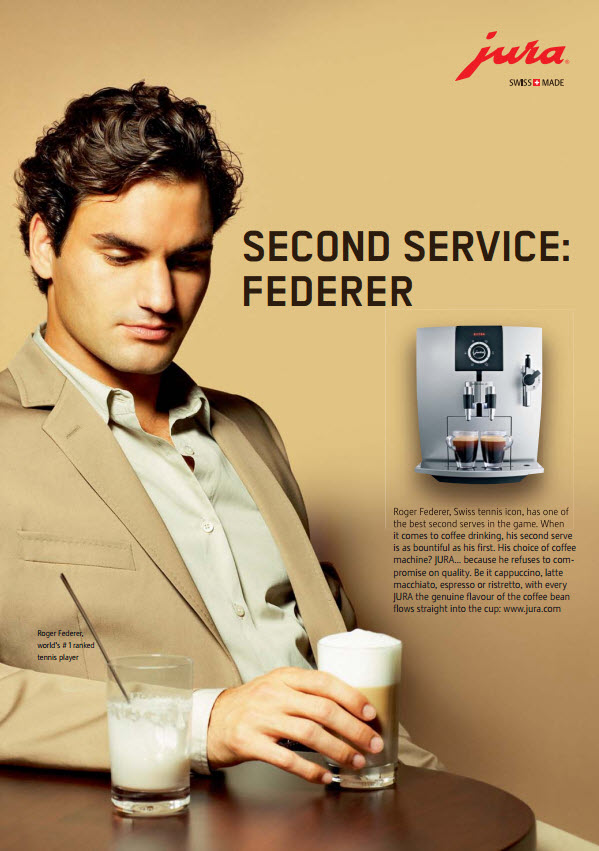 jura
SWISS MADE
SECOND SERVICE:
FEDERER
Roger Federer, Swiss tennis icon, has one of
the best second serves in the game. When
it comes to coffee drinking, his second serve
is as bountiful as his first. His choice of coffee
machine? JURA... because he refuses to com-
promise on quality. Be it cappuccino, latte
macchiato, espresso or ristretto, with every
JURA the genuine flavour of the coffee bean
flows straight into the cup: www.jura.com
Roger Federer,
world's #1 ranked
tennis player